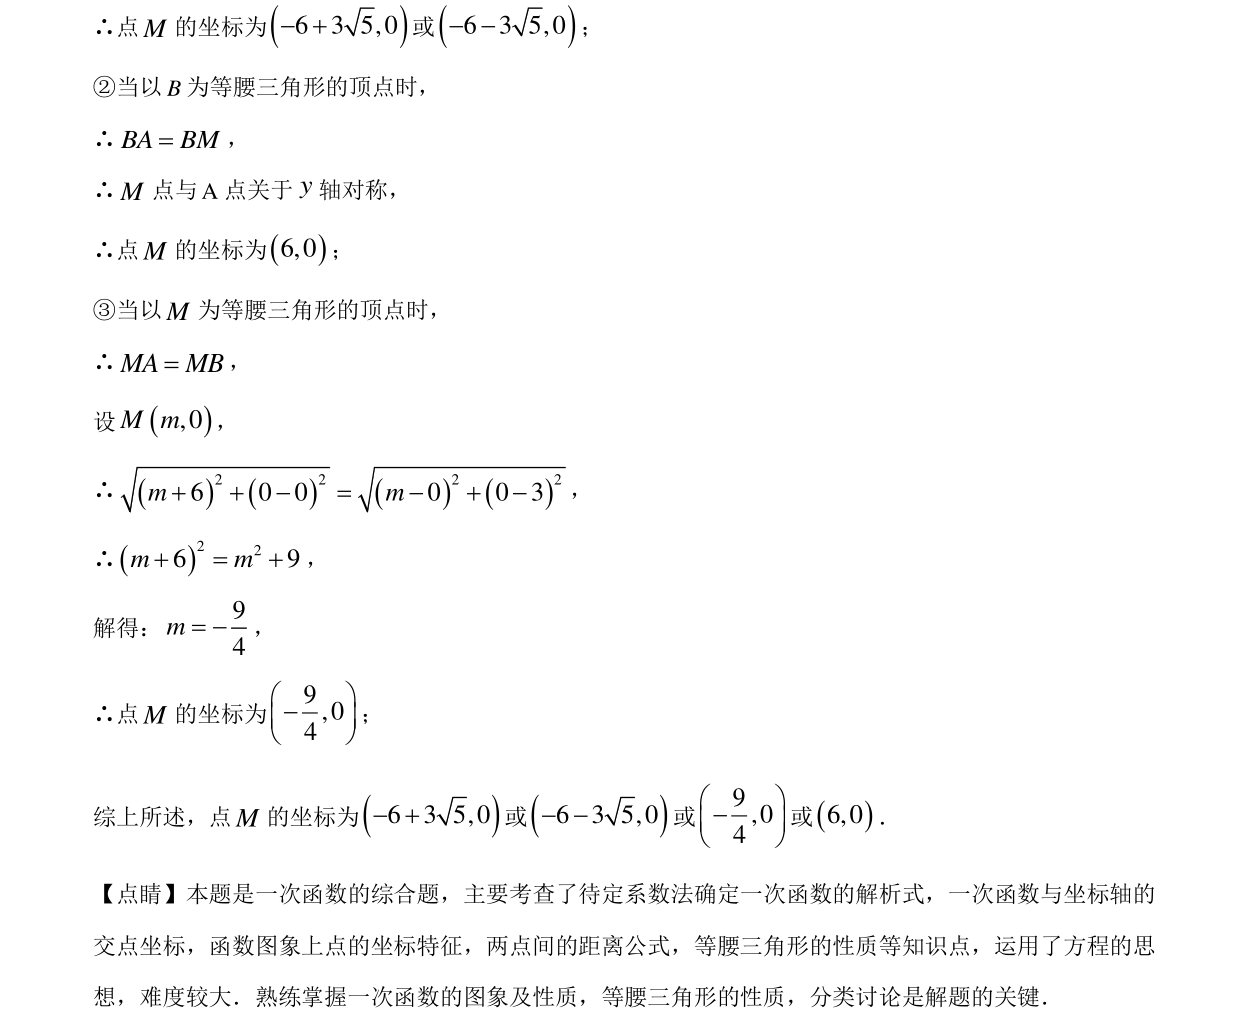 ∴点 M 的坐标为(−6+3√5,0)或(−6−3√5,0)；
②当以 B 为等腰三角形的顶点时，
∴ BA = BM ，
∴ M 点与 A 点关于 y 轴对称，
∴点 M 的坐标为(6,0)；
③当以 M 为等腰三角形的顶点时，
∴ MA = MB ，
设 M (m,0)，
∴ √((m+6)²+(0−0)²) = √((m−0)²+(0−3)²) ，
∴ (m+6)² = m² +9 ，
解得： m = −9/4 ，
∴点 M 的坐标为(−9/4,0)；
综上所述，点 M 的坐标为(−6+3√5,0)或(−6−3√5,0)或(−9/4,0)或(6,0)．
【点睛】本题是一次函数的综合题，主要考查了待定系数法确定一次函数的解析式，一次函数与坐标轴的
交点坐标，函数图象上点的坐标特征，两点间的距离公式，等腰三角形的性质等知识点，运用了方程的思
想，难度较大．熟练掌握一次函数的图象及性质，等腰三角形的性质，分类讨论是解题的关键．